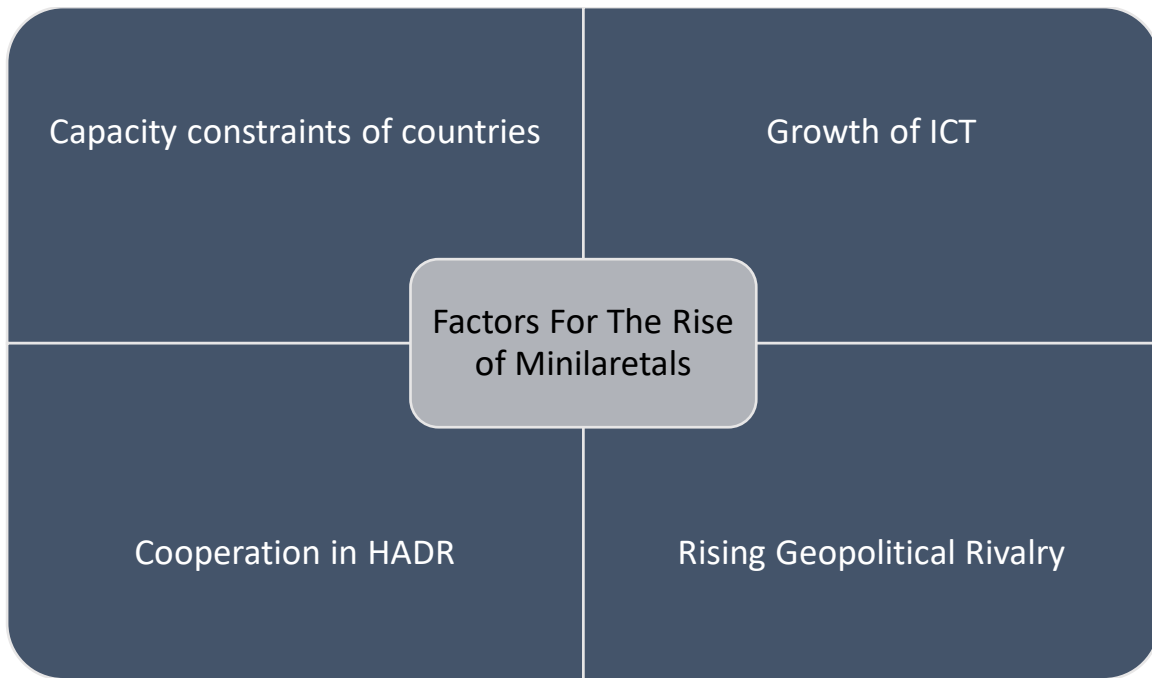 Capacity constraints of countries
Growth of ICT
Factors For The Rise
of Minilaretals
Cooperation in HADR
Rising Geopolitical Rivalry